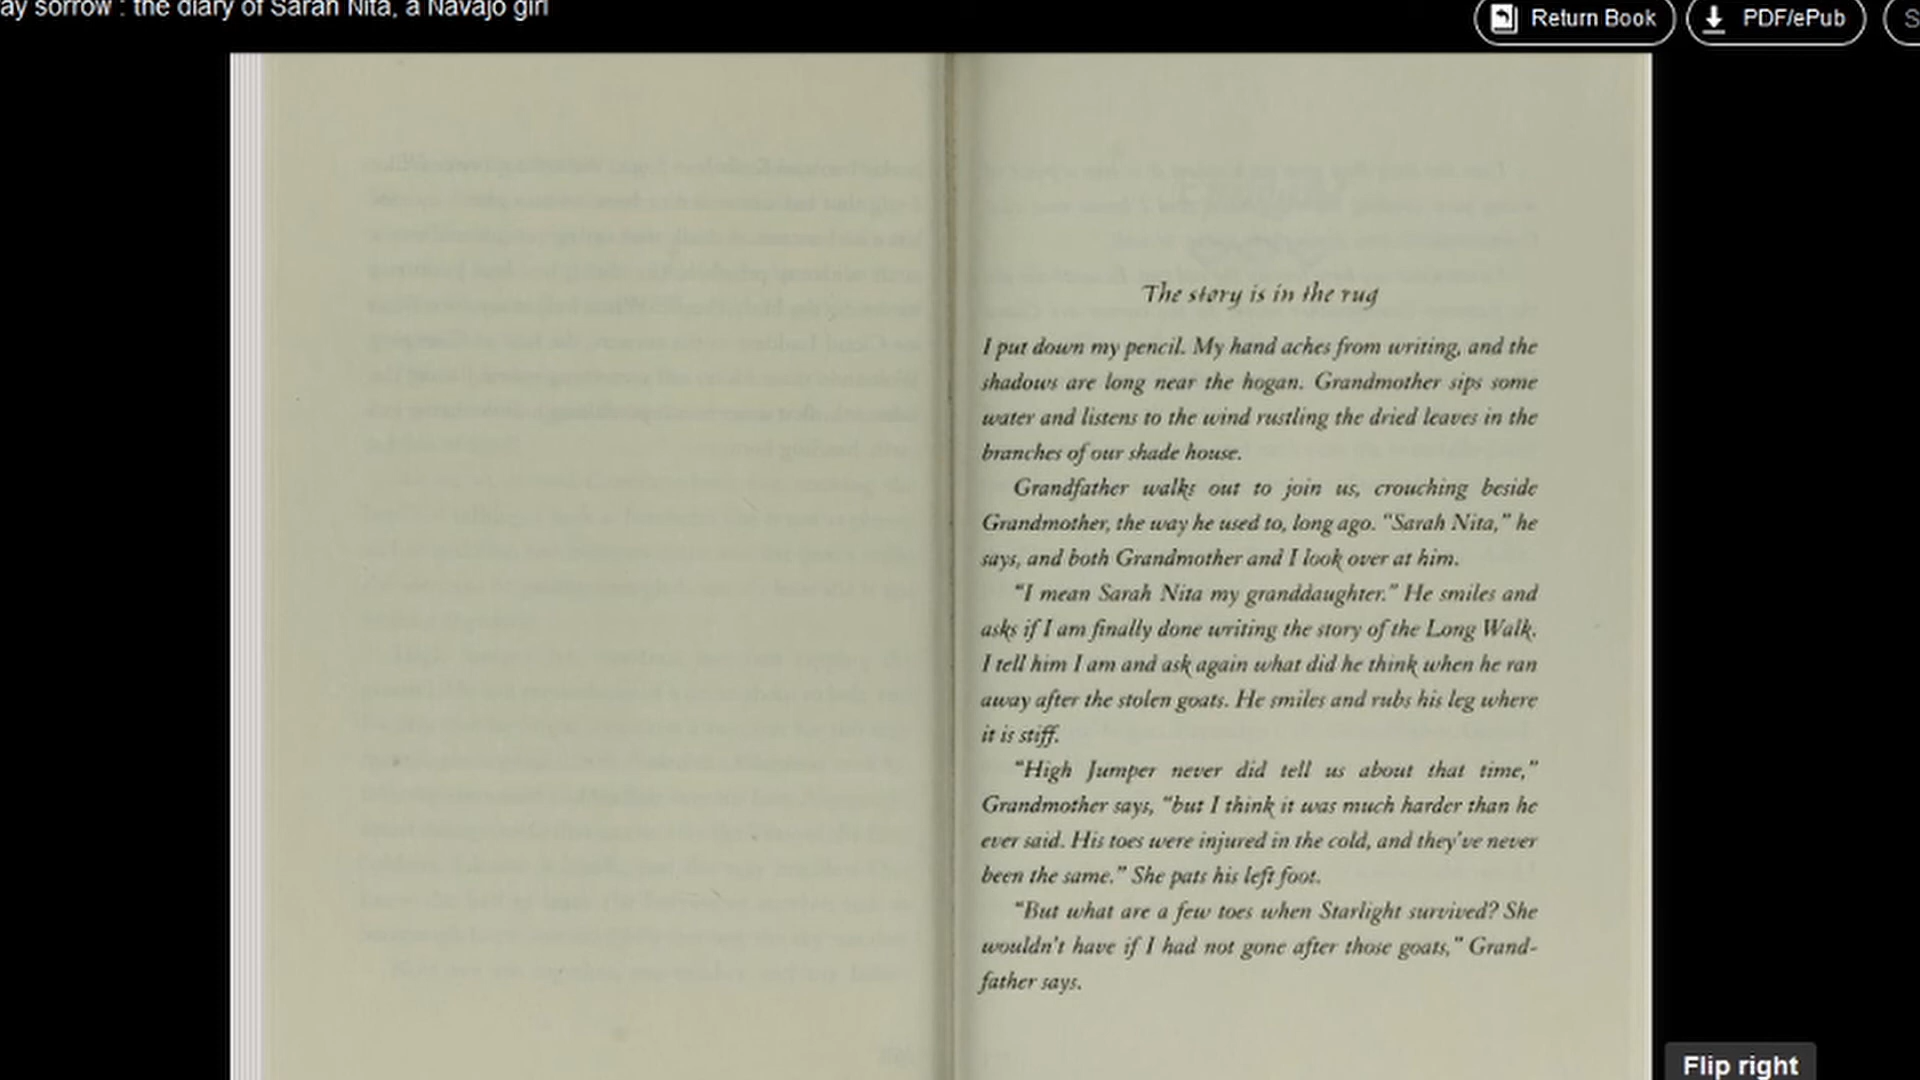 ay sorrow : the diary of Sarah Nita, a Navajo girl
Return Book
PDF/ePub
S
The story is in the rug
I put down my pencil. My hand aches from writing, and the
shadows are long near the hogan. Grandmother sips some
water and listens to the wind rustling the dried leaves in the
branches of our shade house.
Grandfather walks out to join us, crouching beside
Grandmother, the way he used to, long ago. “Sarah Nita,” he
says, and both Grandmother and I look over at him.
“I mean Sarah Nita my granddaughter.” He smiles and
asks if I am finally done writing the story of the Long Walk.
I tell him I am and ask again what did he think when he ran
away after the stolen goats. He smiles and rubs his leg where
it is stiff.
“High Jumper never did tell us about that time,”
Grandmother says, “but I think it was much harder than he
ever said. His toes were injured in the cold, and they’ve never
been the same.” She pats his left foot.
“But what are a few toes when Starlight survived? She
wouldn’t have if I had not gone after those goats,” Grand-
father says.
Flip right